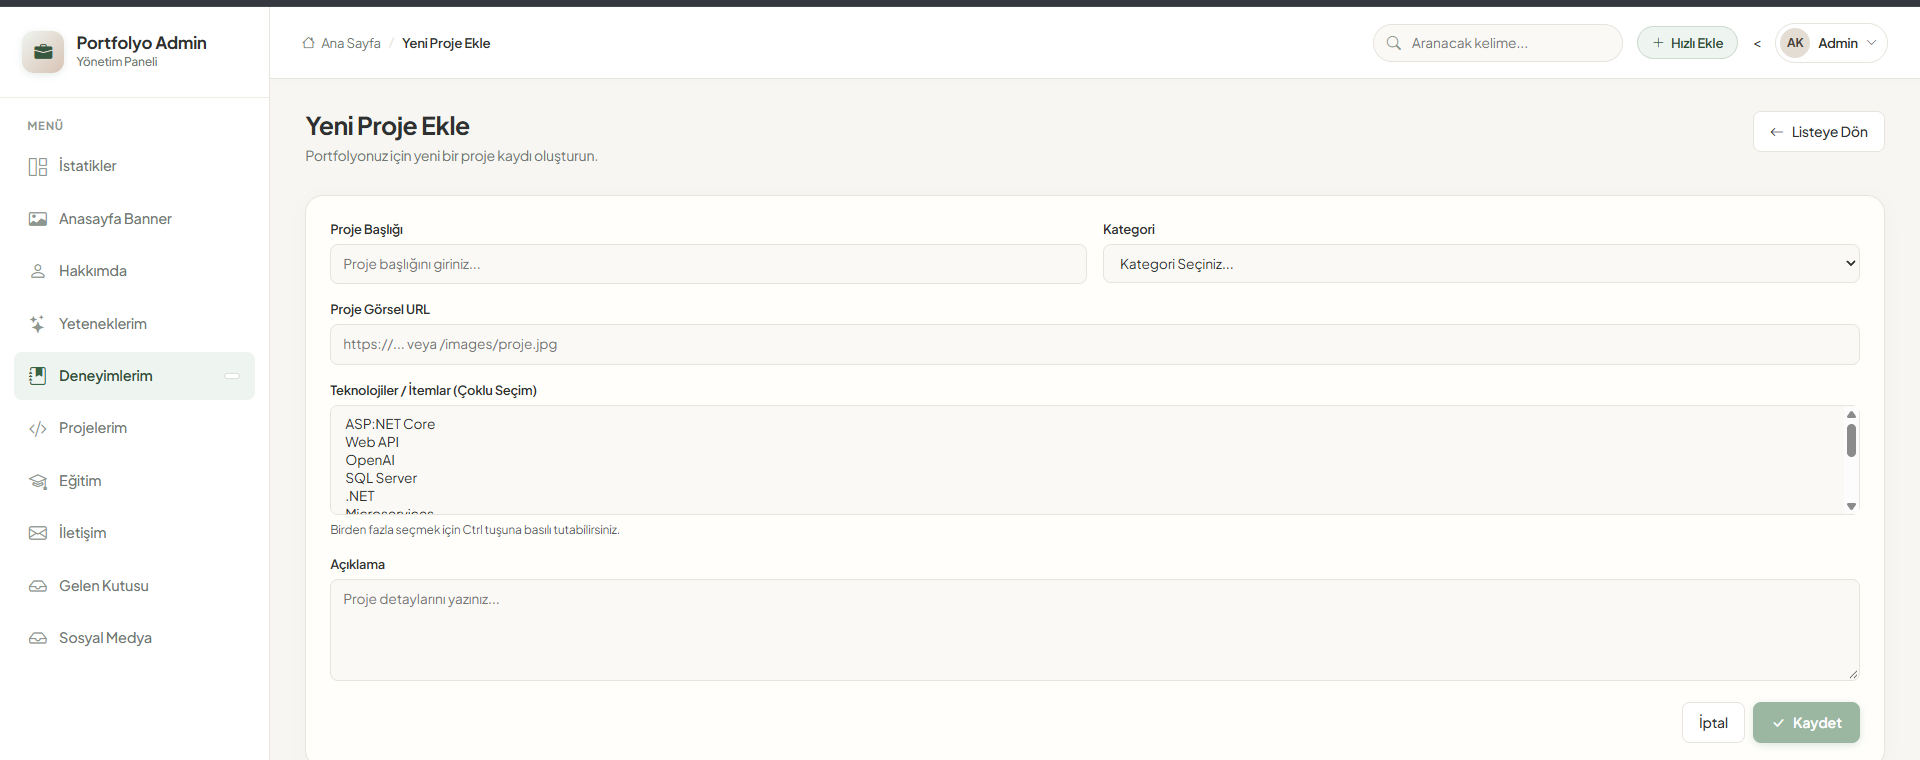 Portfolyo Admin
Yönetim Paneli
Ana Sayfa / Yeni Proje Ekle
Aranacak kelime...
+ Hızlı Ekle
<
AK Admin
MENÜ
İstatikler
Anasayfa Banner
Hakkımda
Yeteneklerim
Deneyimlerim
Projelerim
Eğitim
İletişim
Gelen Kutusu
Sosyal Medya
Yeni Proje Ekle
Portfolyonuz için yeni bir proje kaydı oluşturun.
← Listeye Dön
Proje Başlığı
Proje başlığını giriniz...
Kategori
Kategori Seçiniz...
Proje Görsel URL
https://... veya /images/proje.jpg
Teknolojiler / İtemlar (Çoklu Seçim)
ASP:NET Core
Web API
OpenAI
SQL Server
.NET
Microservices
Birden fazla seçmek için Ctrl tuşuna basılı tutabilirsiniz.
Açıklama
Proje detaylarını yazınız...
İptal
Kaydet